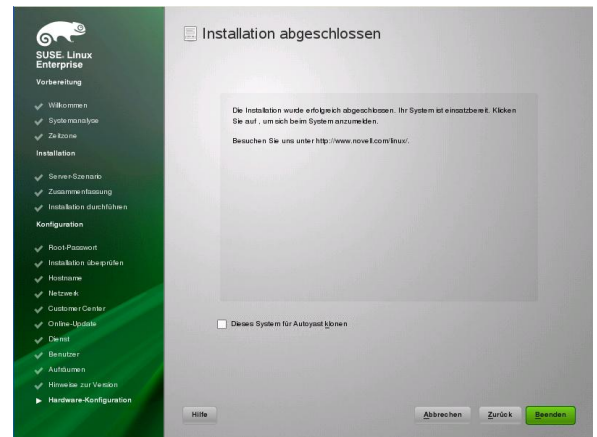 SUSE. Linux
Enterprise
Vorbereitung
Willkommen
Systemanalyse
Zeitzone
Installation
Server-Szenario
Zusammenfassung
Installation durchführen
Konfiguration
Root-Passwort
Installation überprüfen
Hostname
Netzwerk
Customer Center
Online-Update
Dienst
Benutzer
Aufräumen
Hinweise zur Version
Hardware-Konfiguration
Installation abgeschlossen
Die Installation wurde erfolgreich abgeschlossen. Ihr System ist einsatzbereit. Klicken
Sie auf , um sich beim System anzumelden.
Besuchen Sie uns unter http://www.novell.com/linux/.
Dieses System für Autoyast klonen
Hilfe
Abbrechen
Zurück
Beenden